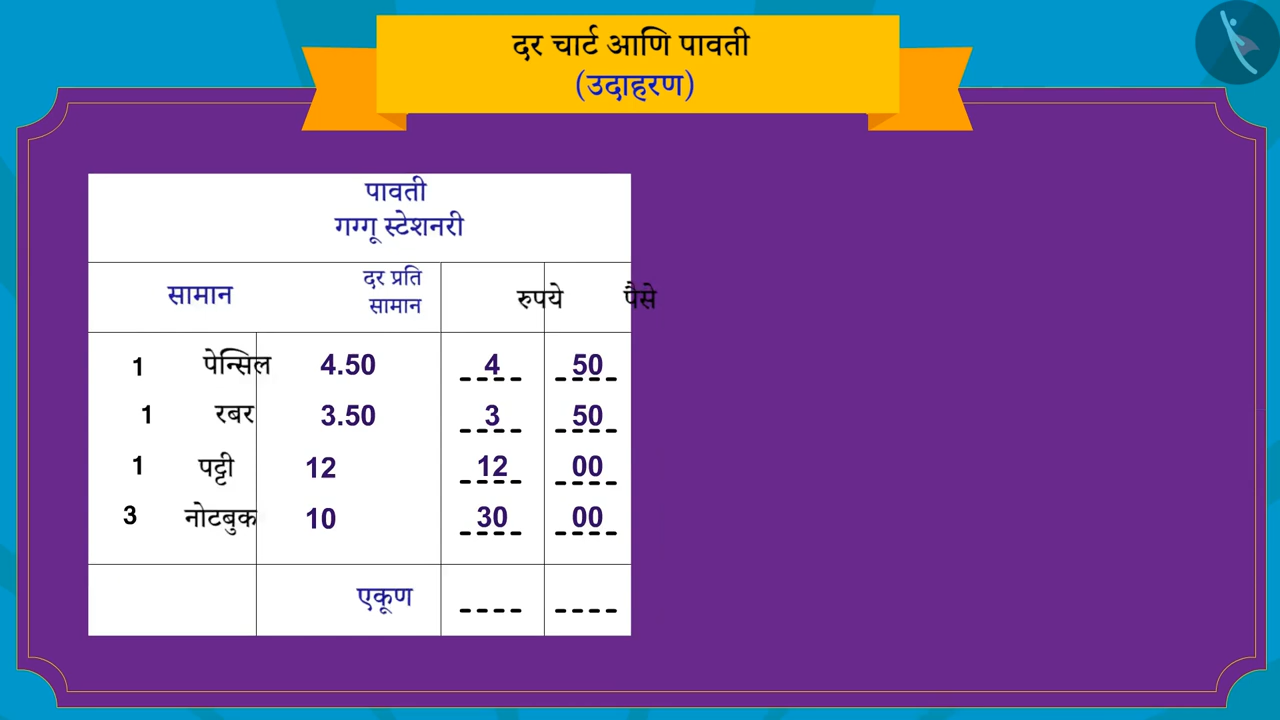 दर चार्ट आणि पावती
(उदाहरण)
पावती
गग्गू स्टेशनरी
सामान दर प्रति सामान रुपये पैसे
1 पेन्सिल 4.50 4 50
1 रबर 3.50 3 50
1 पट्टी 12 12 00
3 नोटबुक 10 30 00
एकूण